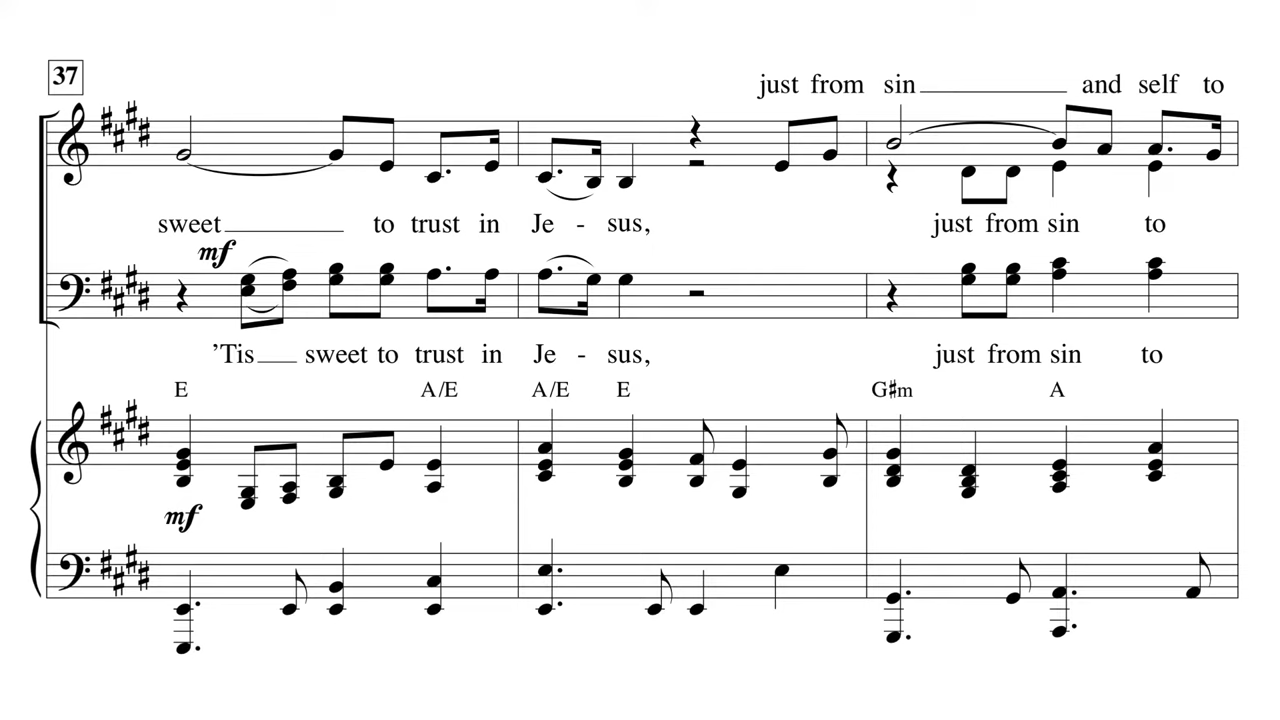 37
just from sin and self to
sweet to trust in Je - sus, just from sin to
mf
’Tis sweet to trust in Je - sus, just from sin to
E A/E A/E E G♯m A
mf